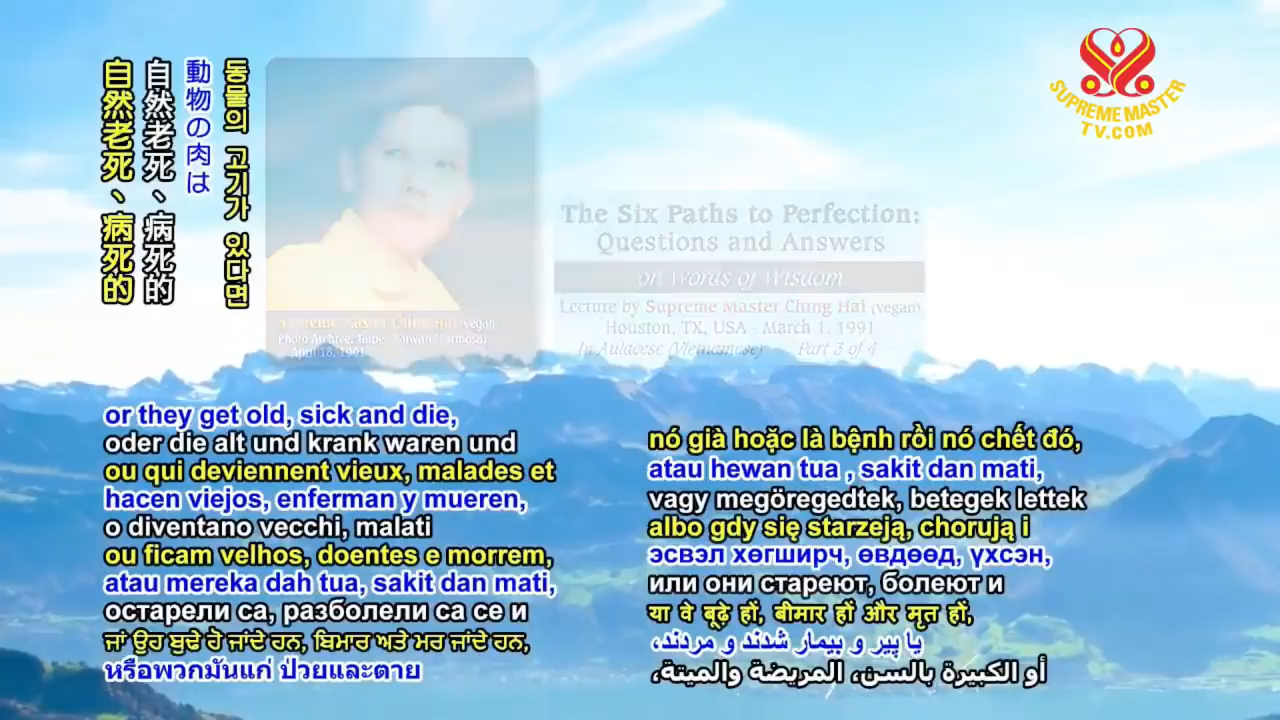 自然老死、病死的
自然老死、病死的
動物の肉は
동물의 고기가 있다면
SUPREME MASTER
TV.COM
Supreme Master Ching Hai (vegan)
Photo Archive, Taipei, Taiwan (Formosa)
April 18, 1991
The Six Paths to Perfection:
Questions and Answers
on Words of Wisdom
Lecture by Supreme Master Ching Hai (vegan)
Houston, TX, USA - March 1, 1991
In Aulacese (Vietnamese) Part 3 of 4
or they get old, sick and die,
oder die alt und krank waren und
ou qui deviennent vieux, malades et
hacen viejos, enferman y mueren,
o diventano vecchi, malati
ou ficam velhos, doentes e morrem,
atau mereka dah tua, sakit dan mati,
остарели са, разболели са се и
ਜਾਂ ਉਹ ਬੁਢੇ ਹੋ ਜਾਂਦੇ ਹਨ, ਬਿਮਾਰ ਅਤੇ ਮਰ ਜਾਂਦੇ ਹਨ,
หรือพวกมันแก่ ป่วยและตาย
nó già hoặc là bệnh rồi nó chết đó,
atau hewan tua , sakit dan mati,
vagy megöregedtek, betegek lettek
albo gdy się starzeją, chorują i
эсвэл хөгширч, өвдөөд, үхсэн,
или они стареют, болеют и
या वे बूढ़े हों, बीमार हों और मृत हों,
یا پیر و بیمار شدند و مردند،
أو الكبيرة بالسن، المريضة والميتة،